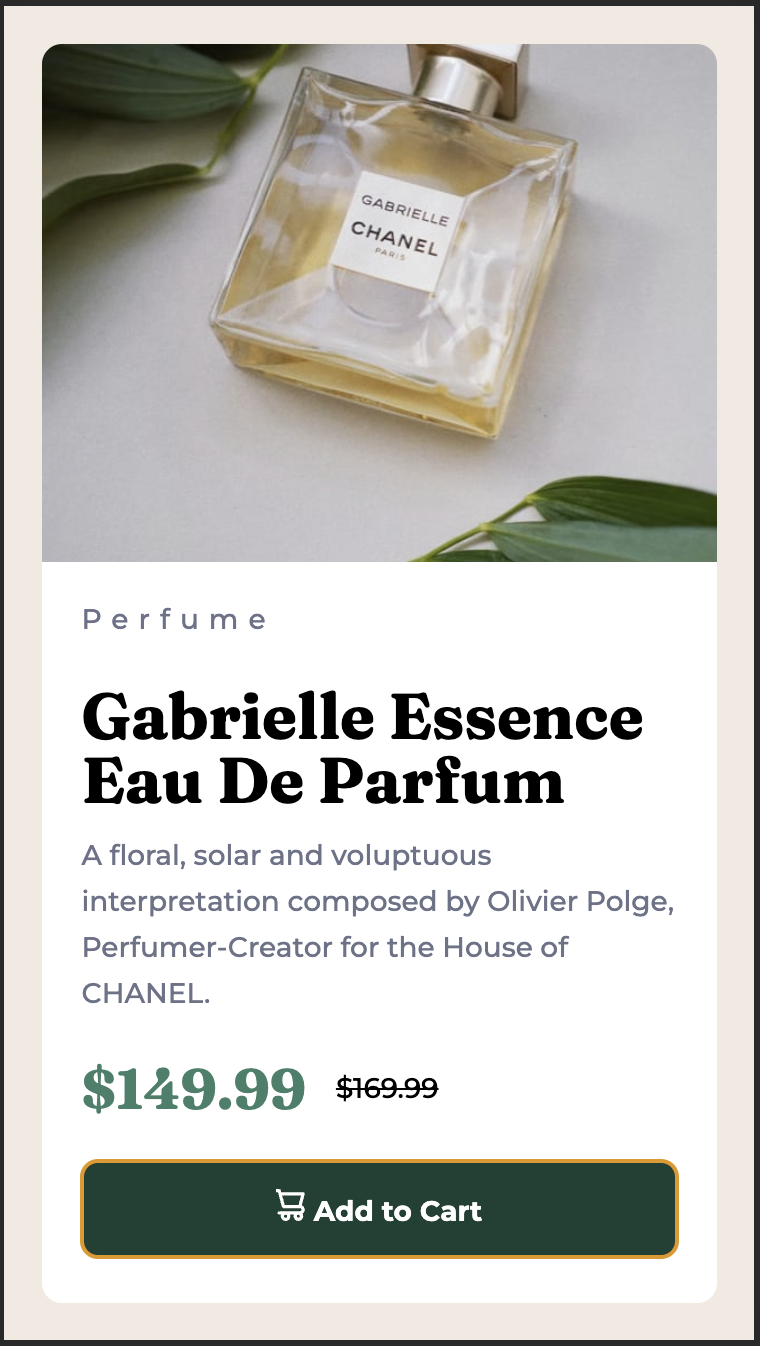 GABRIELLE
CHANEL
PARIS
Perfume
Gabrielle Essence
Eau De Parfum
A floral, solar and voluptuous
interpretation composed by Olivier Polge,
Perfumer-Creator for the House of
CHANEL.
$149.99 $169.99
Add to Cart